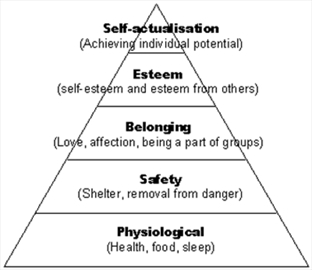 Self-actualisation
(Achieving individual potential)
Esteem
(self-esteem and esteem from others)
Belonging
(Love, affection, being a part of groups)
Safety
(Shelter, removal from danger)
Physiological
(Health, food, sleep)